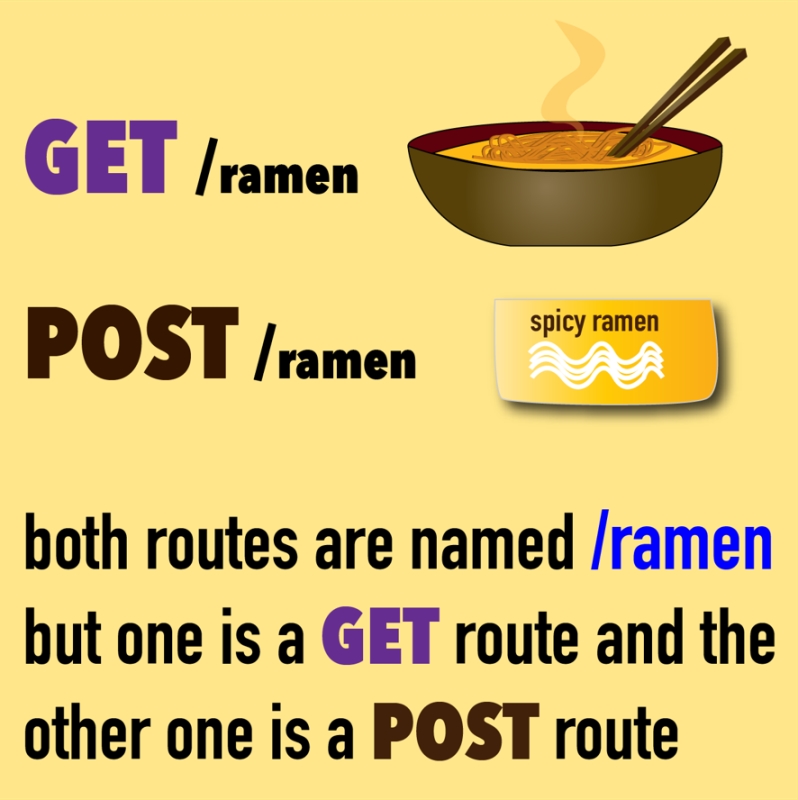 GET /ramen
POST /ramen
spicy ramen
both routes are named /ramen
but one is a GET route and the
other one is a POST route